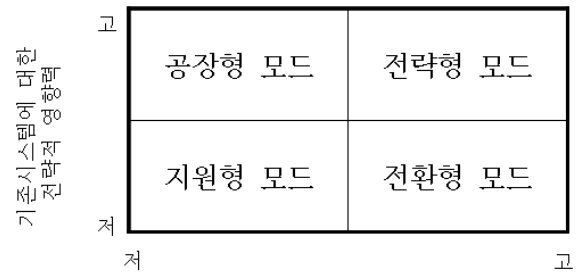 고
공장형 모드
전략형 모드
기존시스템에 대한
전략적 영향력
지원형 모드
전환형 모드
저
저
고